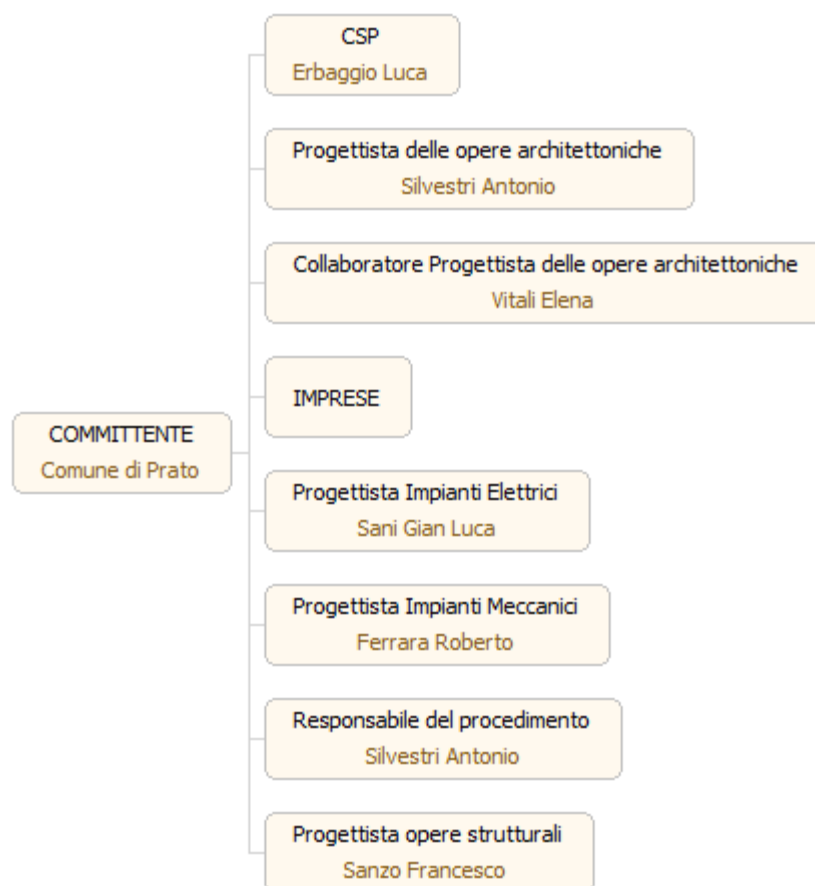 CSP
Erbaggio Luca
Progettista delle opere architettoniche
Silvestri Antonio
Collaboratore Progettista delle opere architettoniche
Vitali Elena
IMPRESE
COMMITTENTE
Comune di Prato
Progettista Impianti Elettrici
Sani Gian Luca
Progettista Impianti Meccanici
Ferrara Roberto
Responsabile del procedimento
Silvestri Antonio
Progettista opere strutturali
Sanzo Francesco